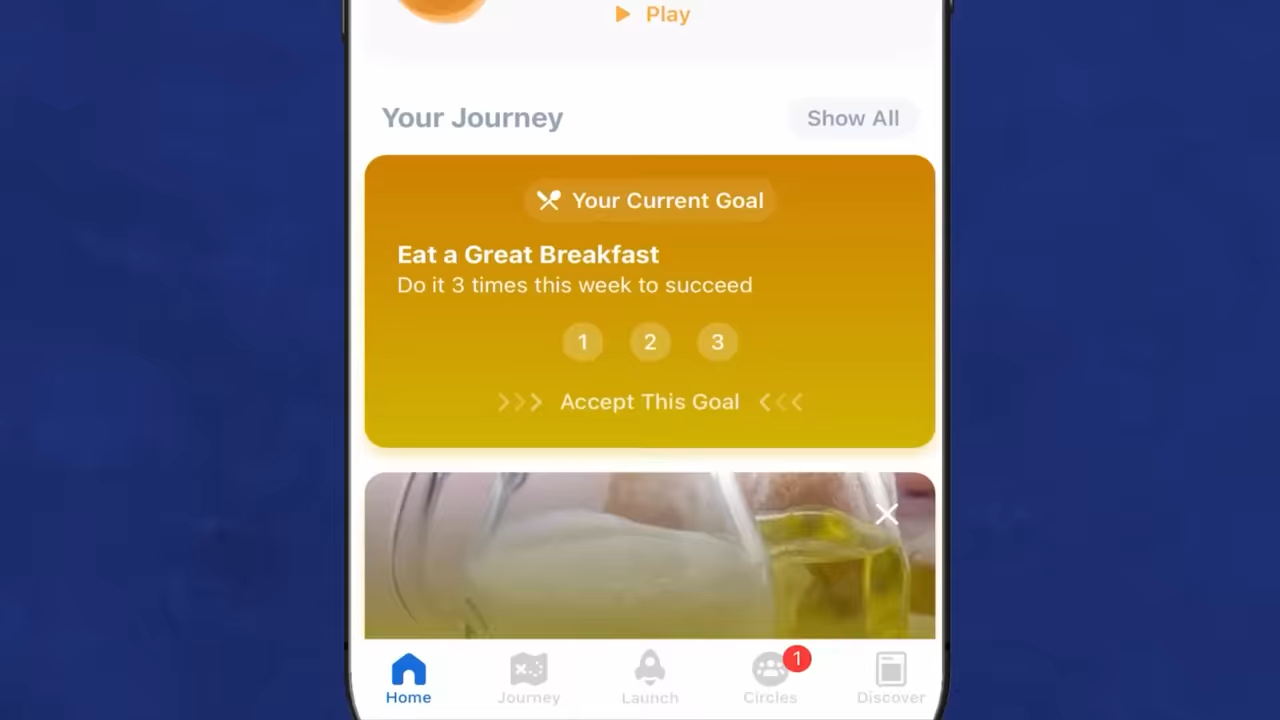 Play
Your Journey
Show All
Your Current Goal
Eat a Great Breakfast
Do it 3 times this week to succeed
1 2 3
Accept This Goal
1
Home
Journey
Launch
Circles
Discover